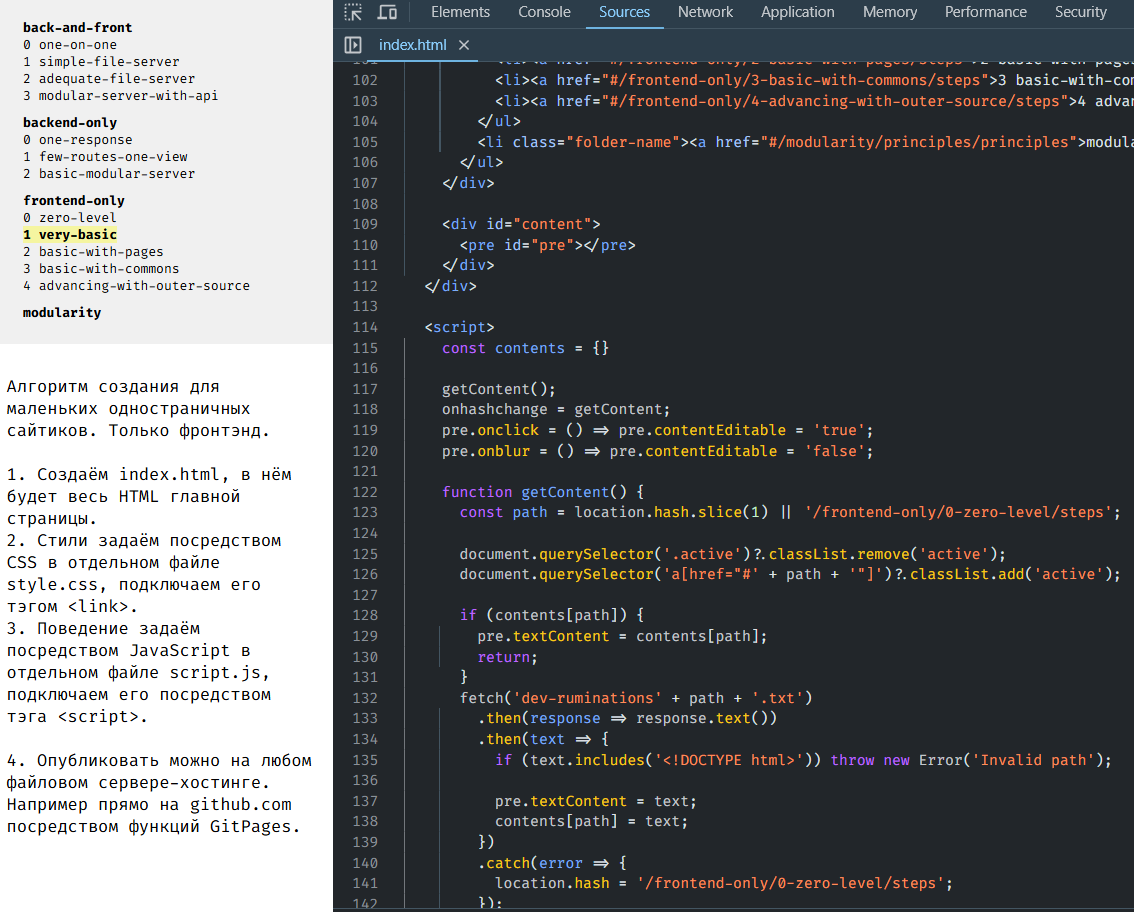 back-and-front
0 one-on-one
1 simple-file-server
2 adequate-file-server
3 modular-server-with-api
backend-only
0 one-response
1 few-routes-one-view
2 basic-modular-server
frontend-only
0 zero-level
1 very-basic
2 basic-with-pages
3 basic-with-commons
4 advancing-with-outer-source
modularity
Алгоритм создания для
маленьких одностраничных
сайтиков. Только фронтэнд.
1. Создаём index.html, в нём
будет весь HTML главной
страницы.
2. Стили задаём посредством
CSS в отдельном файле
style.css, подключаем его
тэгом <link>.
3. Поведение задаём
посредством JavaScript в
отдельном файле script.js,
подключаем его посредством
тэга <script>.
4. Опубликовать можно на любом
файловом сервере-хостинге.
Например прямо на github.com
посредством функций GitPages.
Elements Console Sources Network Application Memory Performance Security
index.html ×
101 <li><a href="#/frontend-only/2-basic-with-pages/steps">2 basic-with-pages
102 <li><a href="#/frontend-only/3-basic-with-commons/steps">3 basic-with-com
103 <li><a href="#/frontend-only/4-advancing-with-outer-source/steps">4 advan
104 </ul>
105 <li class="folder-name"><a href="#/modularity/principles/principles">modula
106 </ul>
107 </div>
108
109 <div id="content">
110 <pre id="pre"></pre>
111 </div>
112 </div>
113
114 <script>
115 const contents = {}
116
117 getContent();
118 onhashchange = getContent;
119 pre.onclick = () => pre.contentEditable = 'true';
120 pre.onblur = () => pre.contentEditable = 'false';
121
122 function getContent() {
123 const path = location.hash.slice(1) || '/frontend-only/0-zero-level/steps';
124
125 document.querySelector('.active')?.classList.remove('active');
126 document.querySelector('a[href="#' + path + '"]')?.classList.add('active');
127
128 if (contents[path]) {
129 pre.textContent = contents[path];
130 return;
131 }
132 fetch('dev-ruminations' + path + '.txt')
133 .then(response => response.text())
134 .then(text => {
135 if (text.includes('<!DOCTYPE html>')) throw new Error('Invalid path');
136
137 pre.textContent = text;
138 contents[path] = text;
139 })
140 .catch(error => {
141 location.hash = '/frontend-only/0-zero-level/steps';
142 });